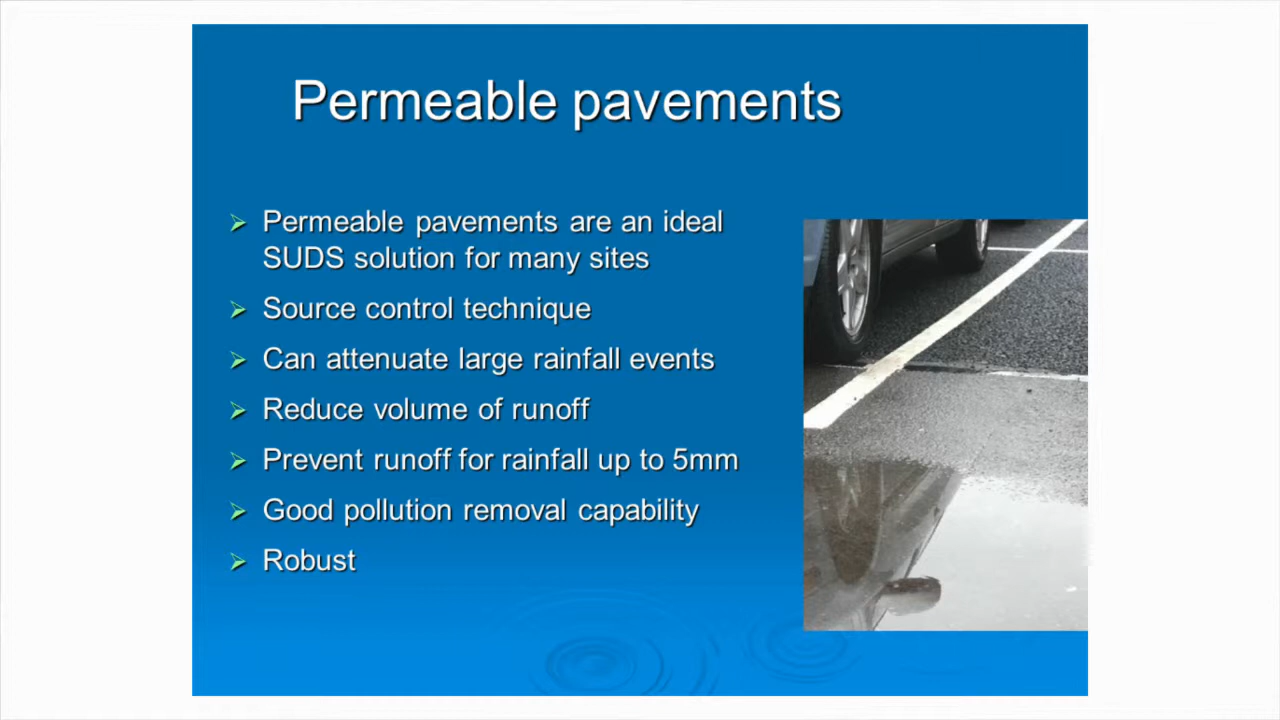 Permeable pavements
Permeable pavements are an ideal
SUDS solution for many sites
Source control technique
Can attenuate large rainfall events
Reduce volume of runoff
Prevent runoff for rainfall up to 5mm
Good pollution removal capability
Robust